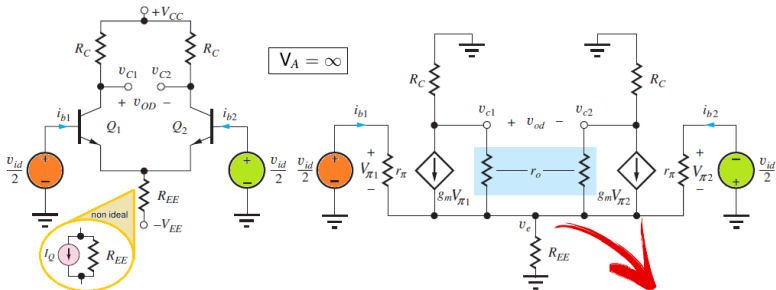 +V_CC
R_C
R_C
v_C1
v_C2
+ v_OD −
i_b1
i_b2
Q_1
Q_2
v_id/2
+
−
+
−
v_id/2
R_EE
−V_EE
non ideal
I_Q
R_EE
V_A = ∞
R_C
R_C
v_c1
+ v_od −
v_c2
i_b1
i_b2
v_id/2
+
−
+
V_π1
−
r_π
g_mV_π1
r_o
g_mV_π2
r_π
+
V_π2
−
−
+
v_id/2
v_e
R_EE